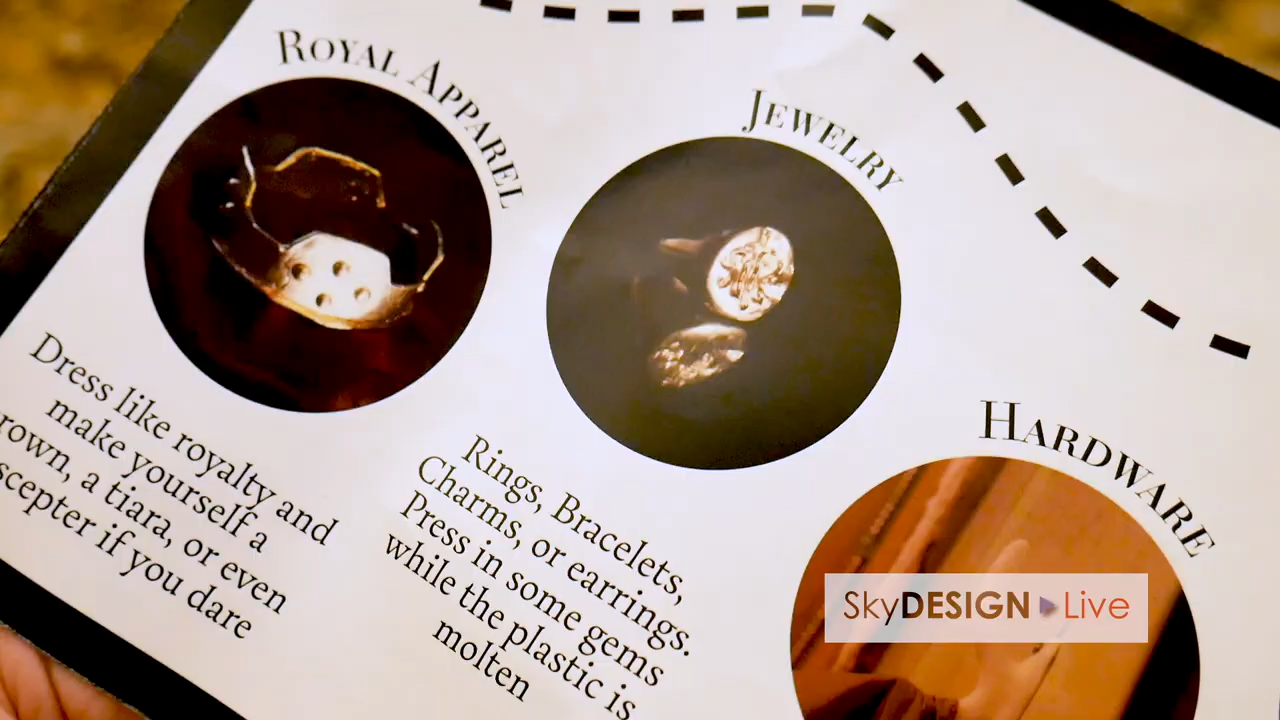 ROYAL APPAREL
Dress like royalty and
make yourself a
rown, a tiara, or even
scepter if you dare
JEWELRY
Rings, Bracelets,
Charms, or earrings.
Press in some gems
while the plastic is
molten
HARDWARE
SkyDESIGN Live